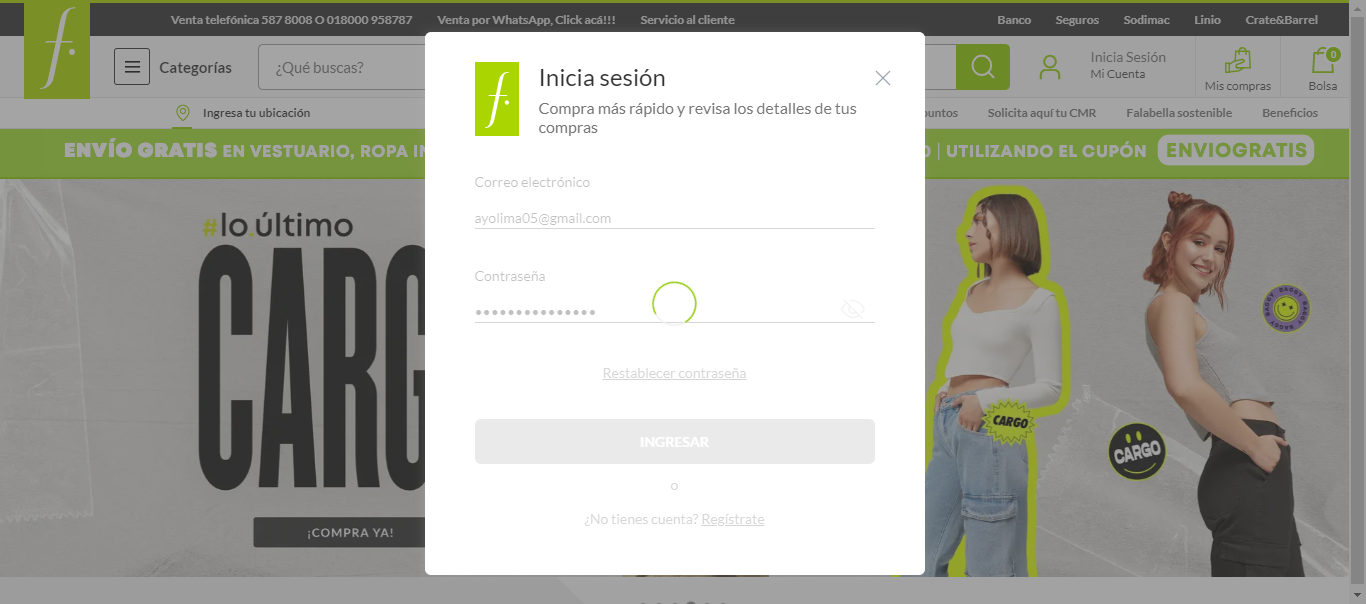 Venta telefónica 587 8008 O 018000 958787
Venta por WhatsApp, Click acá!!!
Servicio al cliente
Banco
Seguros
Sodimac
Linio
Crate&Barrel
f.
Categorías
¿Qué buscas?
Inicia Sesión
Mi Cuenta
Mis compras
0
Bolsa
Ingresa tu ubicación
Solicita aquí tu CMR
Falabella sostenible
Beneficios
ENVÍO GRATIS EN VESTUARIO, ROPA
| UTILIZANDO EL CUPÓN ENVIOGRATIS
#lo último
CARGO
¡COMPRA YA!
f.
Inicia sesión
Compra más rápido y revisa los detalles de tus
compras
Correo electrónico
ayolima05@gmail.com
Contraseña
•••••••••••••••
Restablecer contraseña
INGRESAR
o
¿No tienes cuenta? Regístrate
CARGO
CARGO
BAGGY BAGGY BAGGY